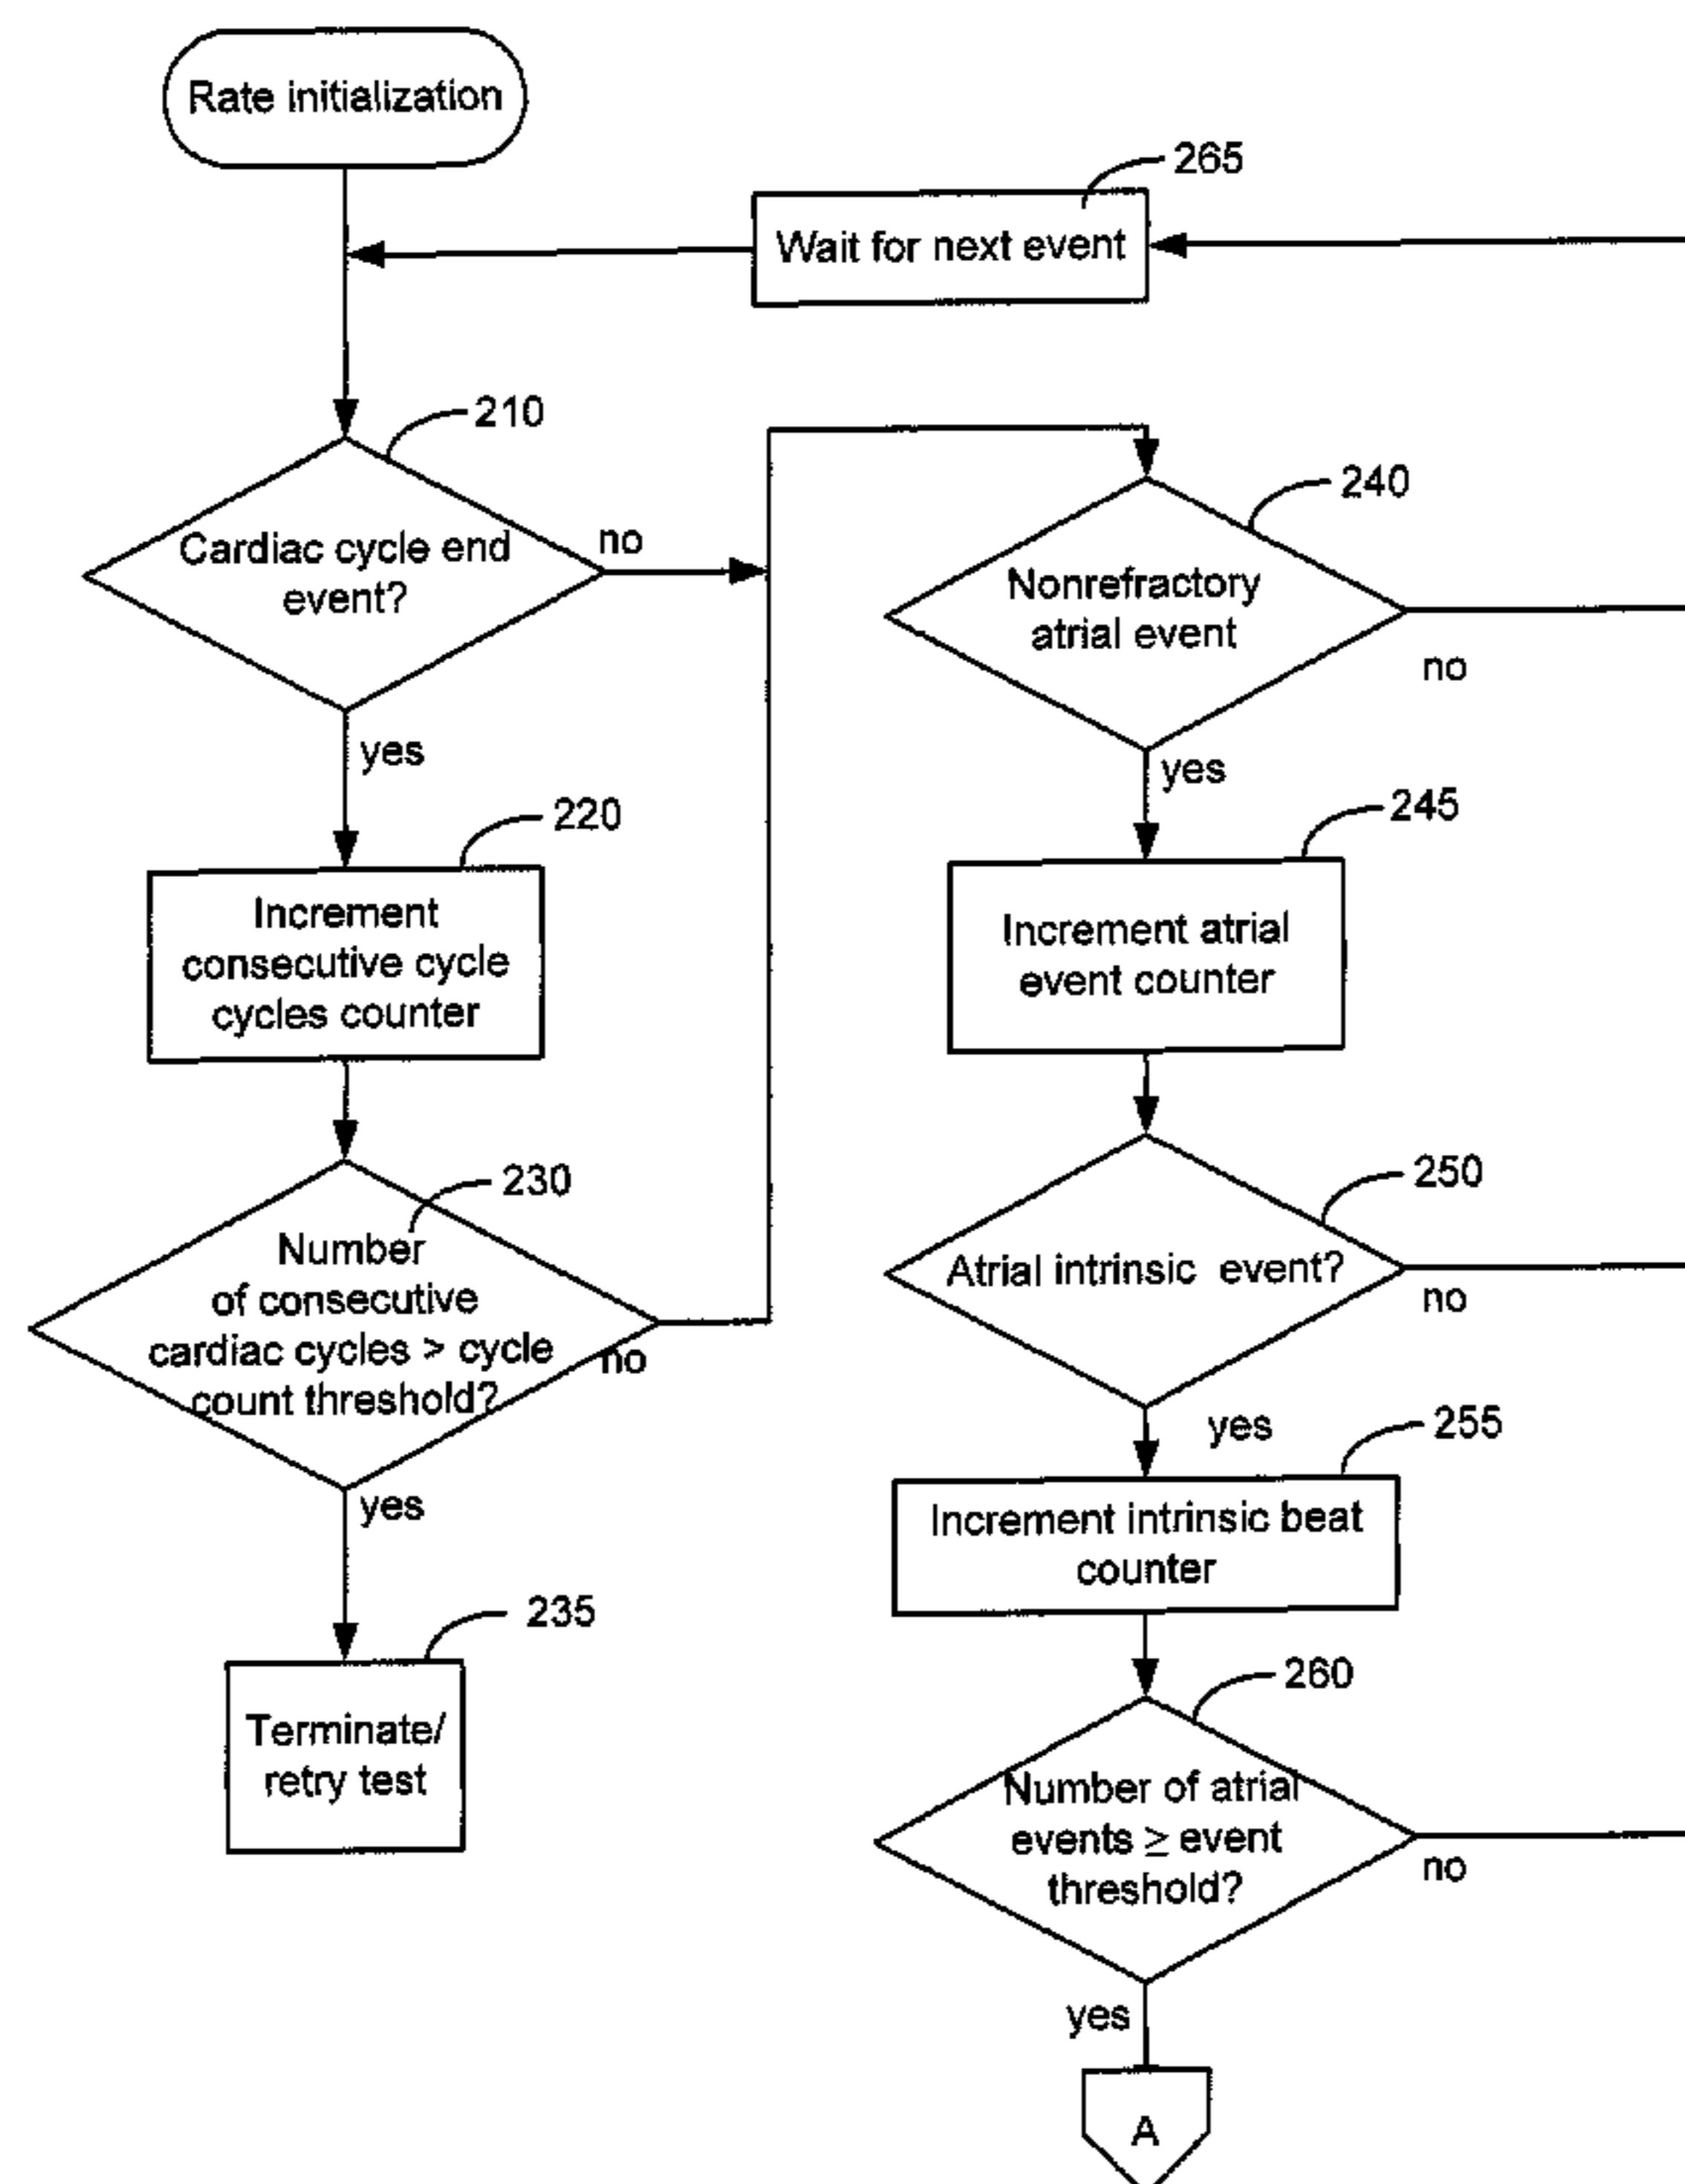 Rate initialization
265
Wait for next event
210
Cardiac cycle end
event?
no
yes
220
Increment
consecutive cycle
cycles counter
230
Number
of consecutive
cardiac cycles > cycle
count threshold?
no
yes
235
Terminate/
retry test
240
Nonrefractory
atrial event
no
yes
245
Increment atrial
event counter
250
Atrial intrinsic event?
no
yes
255
Increment intrinsic beat
counter
260
Number of atrial
events ≥ event
threshold?
no
yes
A